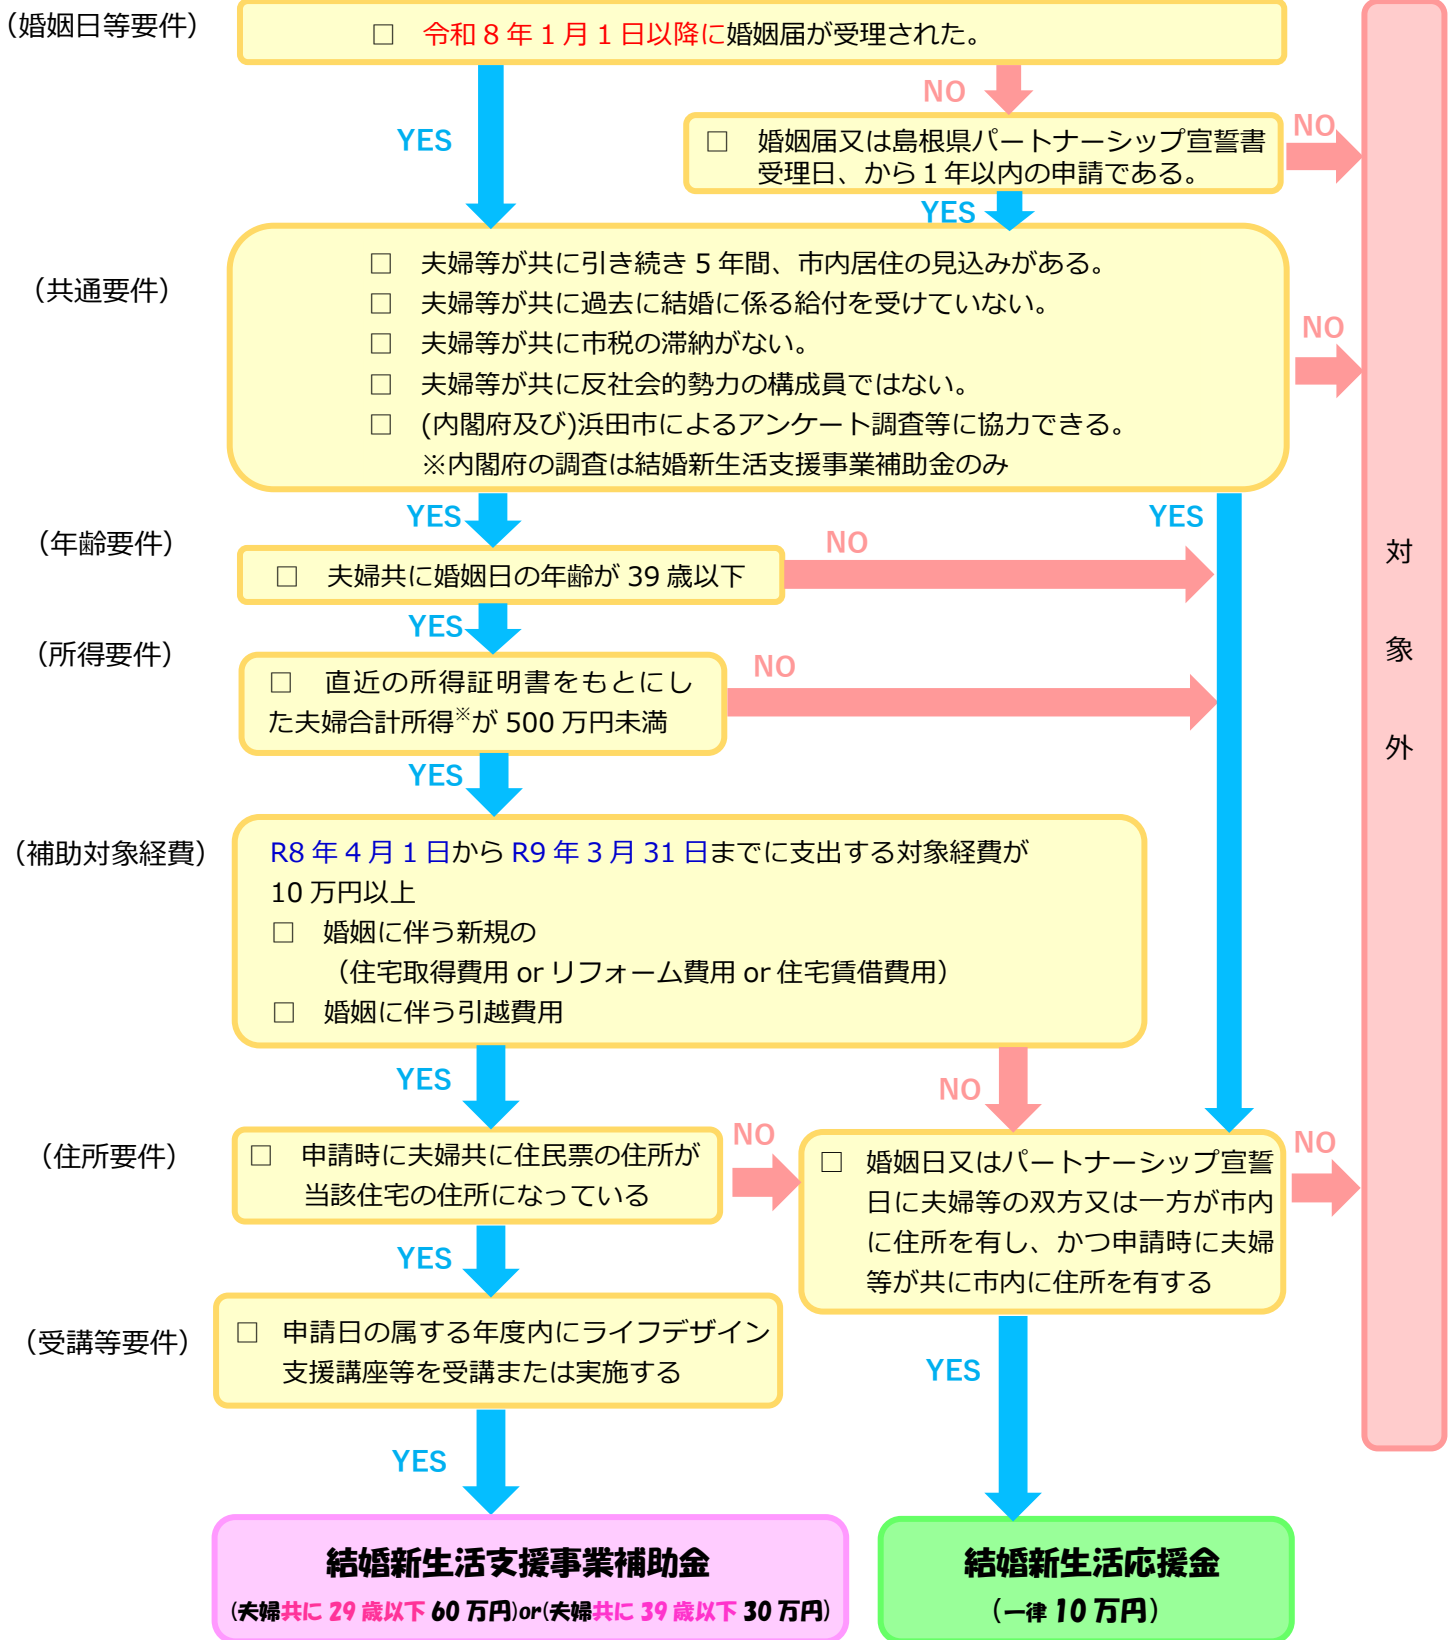 （婚姻日等要件）
□ 令和８年１月１日以降に婚姻届が受理された。
NO
YES
□ 婚姻届又は島根県パートナーシップ宣誓書
受理日、から１年以内の申請である。
NO
YES
（共通要件）
□ 夫婦等が共に引き続き５年間、市内居住の見込みがある。
□ 夫婦等が共に過去に結婚に係る給付を受けていない。
□ 夫婦等が共に市税の滞納がない。
□ 夫婦等が共に反社会的勢力の構成員ではない。
□ (内閣府及び)浜田市によるアンケート調査等に協力できる。
※内閣府の調査は結婚新生活支援事業補助金のみ
NO
YES
YES
（年齢要件）
□ 夫婦共に婚姻日の年齢が 39 歳以下
NO
YES
（所得要件）
□ 直近の所得証明書をもとにし
た夫婦合計所得※が 500 万円未満
NO
YES
（補助対象経費）
R8 年４月１日から R9 年３月 31 日までに支出する対象経費が
10 万円以上
□ 婚姻に伴う新規の
（住宅取得費用 or リフォーム費用 or 住宅賃借費用）
□ 婚姻に伴う引越費用
YES
NO
（住所要件）
□ 申請時に夫婦共に住民票の住所が
当該住宅の住所になっている
NO
□ 婚姻日又はパートナーシップ宣誓
日に夫婦等の双方又は一方が市内
に住所を有し、かつ申請時に夫婦
等が共に市内に住所を有する
NO
YES
（受講等要件）
□ 申請日の属する年度内にライフデザイン
支援講座等を受講または実施する
YES
YES
結婚新生活支援事業補助金
(夫婦共に 29 歳以下 60 万円)or(夫婦共に 39 歳以下 30 万円)
結婚新生活応援金
（一律 10 万円）
対
象
外